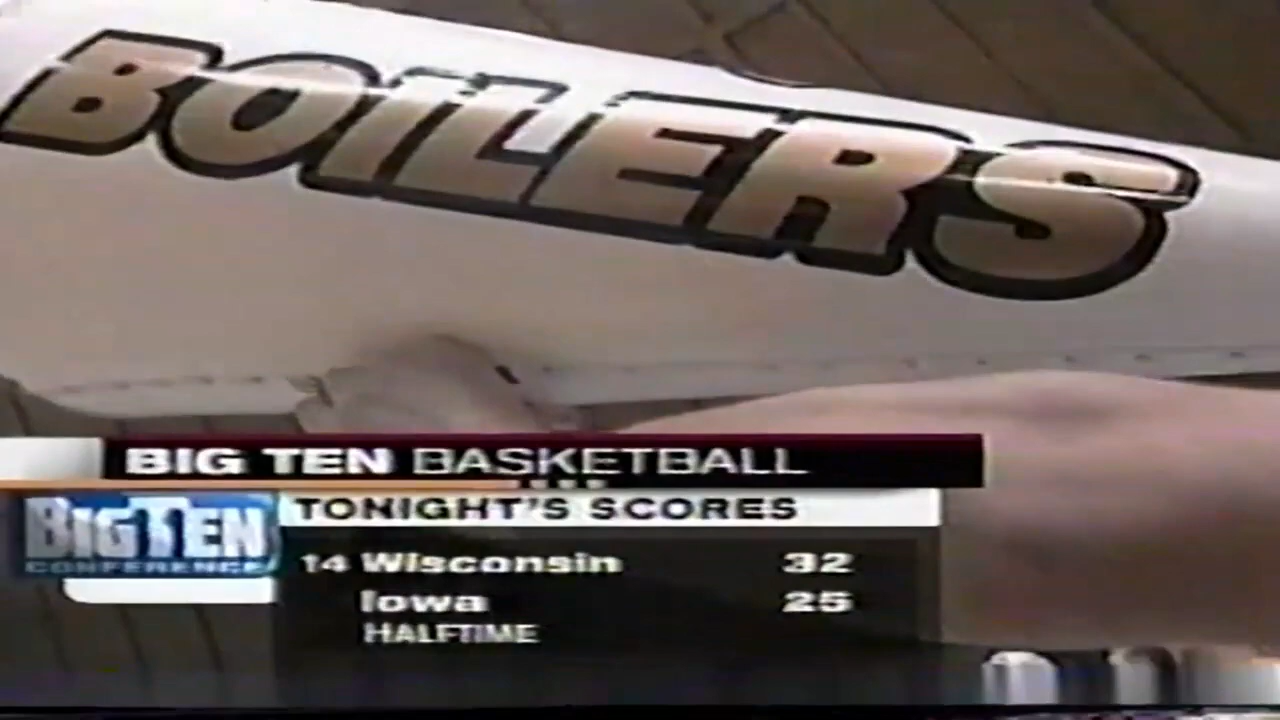 BOILERS
BIG TEN BASKETBALL
BIG TEN
CONFERENCE
TONIGHT'S SCORES
14 Wisconsin 32
Iowa 25
HALFTIME